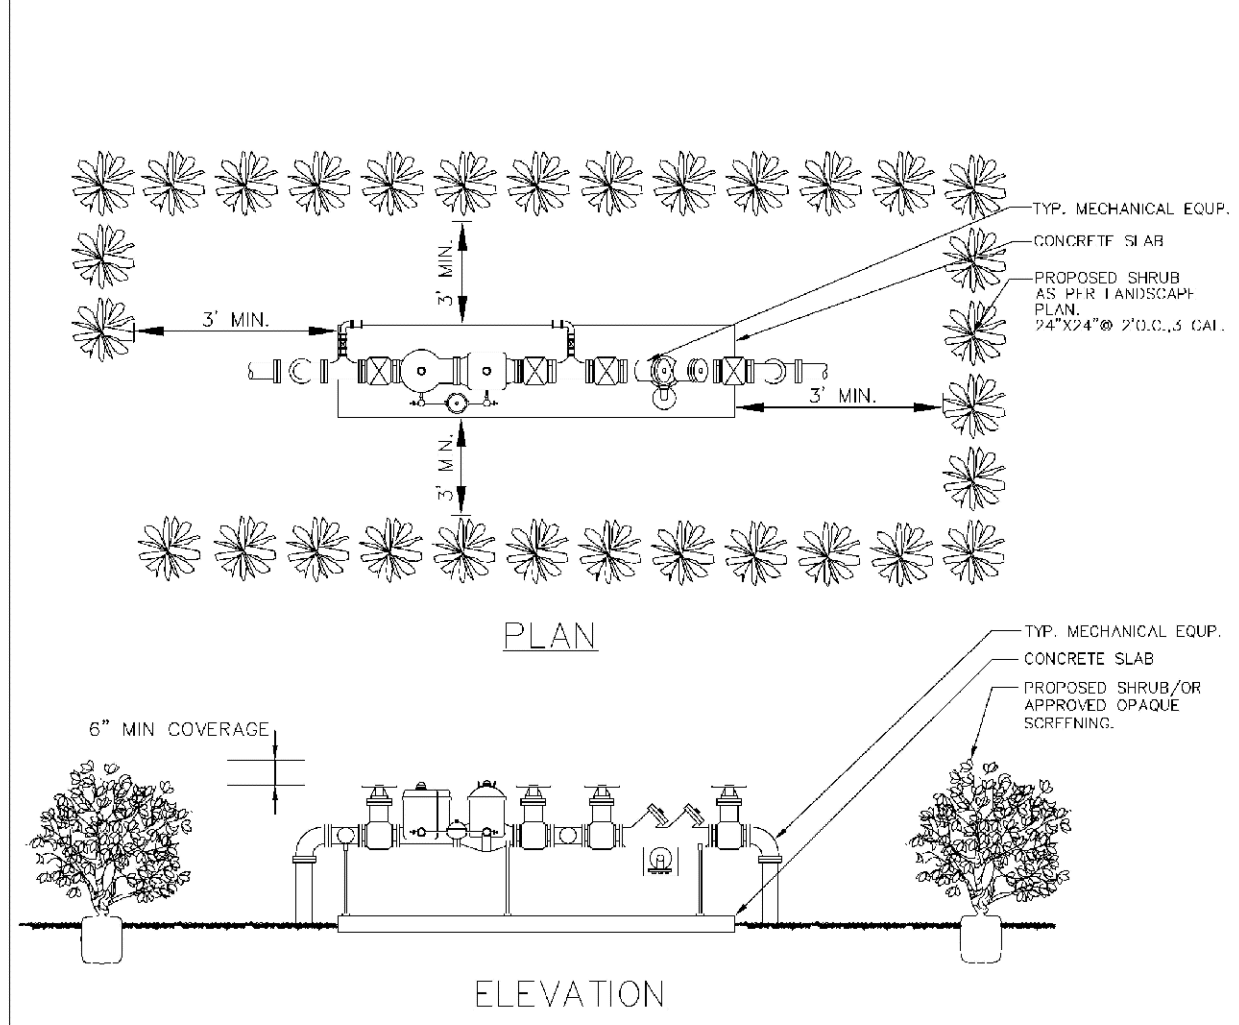 TYP. MECHANICAL EQUP.
CONCRETE SLAB
3' MIN.
PROPOSED SHRUB
AS PER LANDSCAPE
PLAN.
24"X24"@ 2'O.C.,3 GAL.
3' MIN.
3' MIN.
3' MIN.
PLAN
TYP. MECHANICAL EQUP.
CONCRETE SLAB
PROPOSED SHRUB/OR
APPROVED OPAQUE
SCREENING.
6" MIN COVERAGE
ELEVATION